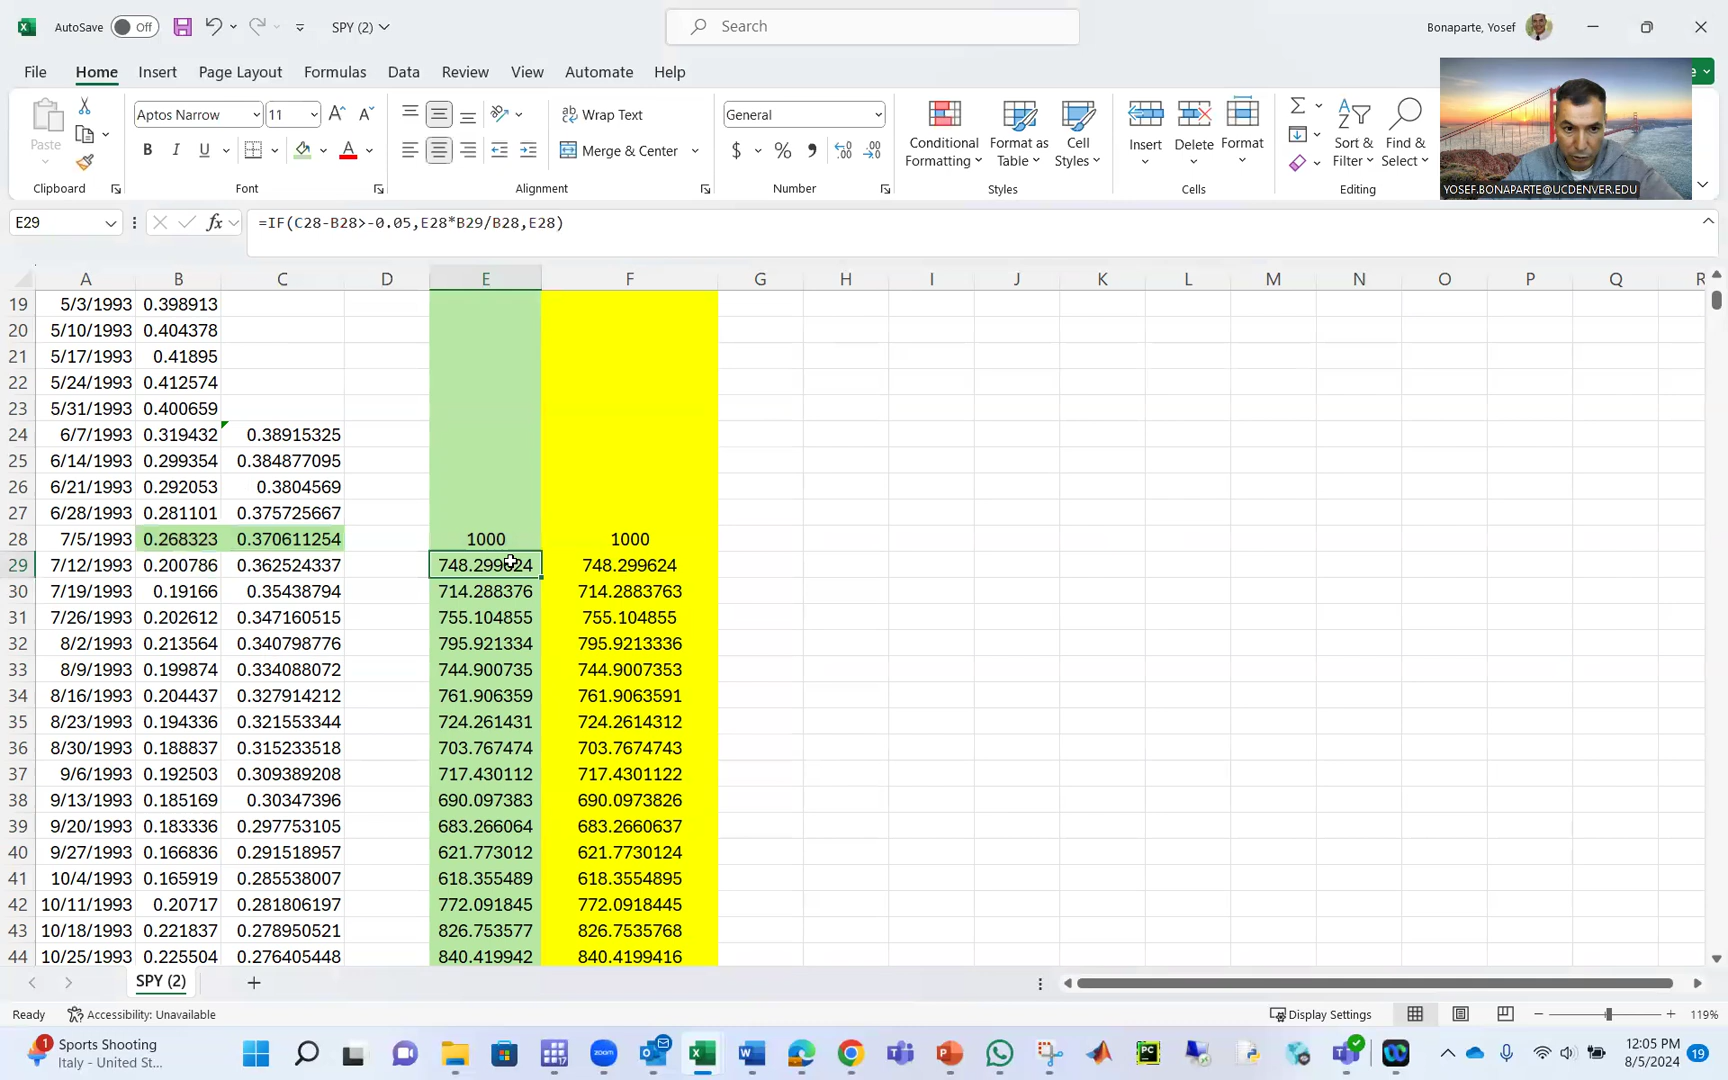 AutoSave Off SPY (2) Search Bonaparte, Yosef
File Home Insert Page Layout Formulas Data Review View Automate Help
Paste Aptos Narrow 11 Wrap Text General Conditional Formatting Format as Table Cell Styles Insert Delete Format Sort & Filter Find & Select
B I U A Merge & Center $ %
Clipboard Font Alignment Number Styles Cells Editing
YOSEF.BONAPARTE@UCDENVER.EDU
E29 fx =IF(C28-B28>-0.05,E28*B29/B28,E28)
A B C D E F G H I J K L M N O P Q R
19 5/3/1993 0.398913
20 5/10/1993 0.404378
21 5/17/1993 0.41895
22 5/24/1993 0.412574
23 5/31/1993 0.400659
24 6/7/1993 0.319432 0.38915325
25 6/14/1993 0.299354 0.384877095
26 6/21/1993 0.292053 0.3804569
27 6/28/1993 0.281101 0.375725667
28 7/5/1993 0.268323 0.370611254 1000 1000
29 7/12/1993 0.200786 0.362524337 748.299624 748.299624
30 7/19/1993 0.19166 0.35438794 714.288376 714.2883763
31 7/26/1993 0.202612 0.347160515 755.104855 755.104855
32 8/2/1993 0.213564 0.340798776 795.921334 795.9213336
33 8/9/1993 0.199874 0.334088072 744.900735 744.9007353
34 8/16/1993 0.204437 0.327914212 761.906359 761.9063591
35 8/23/1993 0.194336 0.321553344 724.261431 724.2614312
36 8/30/1993 0.188837 0.315233518 703.767474 703.7674743
37 9/6/1993 0.192503 0.309389208 717.430112 717.4301122
38 9/13/1993 0.185169 0.30347396 690.097383 690.0973826
39 9/20/1993 0.183336 0.297753105 683.266064 683.2660637
40 9/27/1993 0.166836 0.291518957 621.773012 621.7730124
41 10/4/1993 0.165919 0.285538007 618.355489 618.3554895
42 10/11/1993 0.20717 0.281806197 772.091845 772.0918445
43 10/18/1993 0.221837 0.278950521 826.753577 826.7535768
44 10/25/1993 0.225504 0.276405448 840.419942 840.4199416
SPY (2)
Ready Accessibility: Unavailable Display Settings 119%
1 Sports Shooting
Italy - United St...
12:05 PM
8/5/2024 19